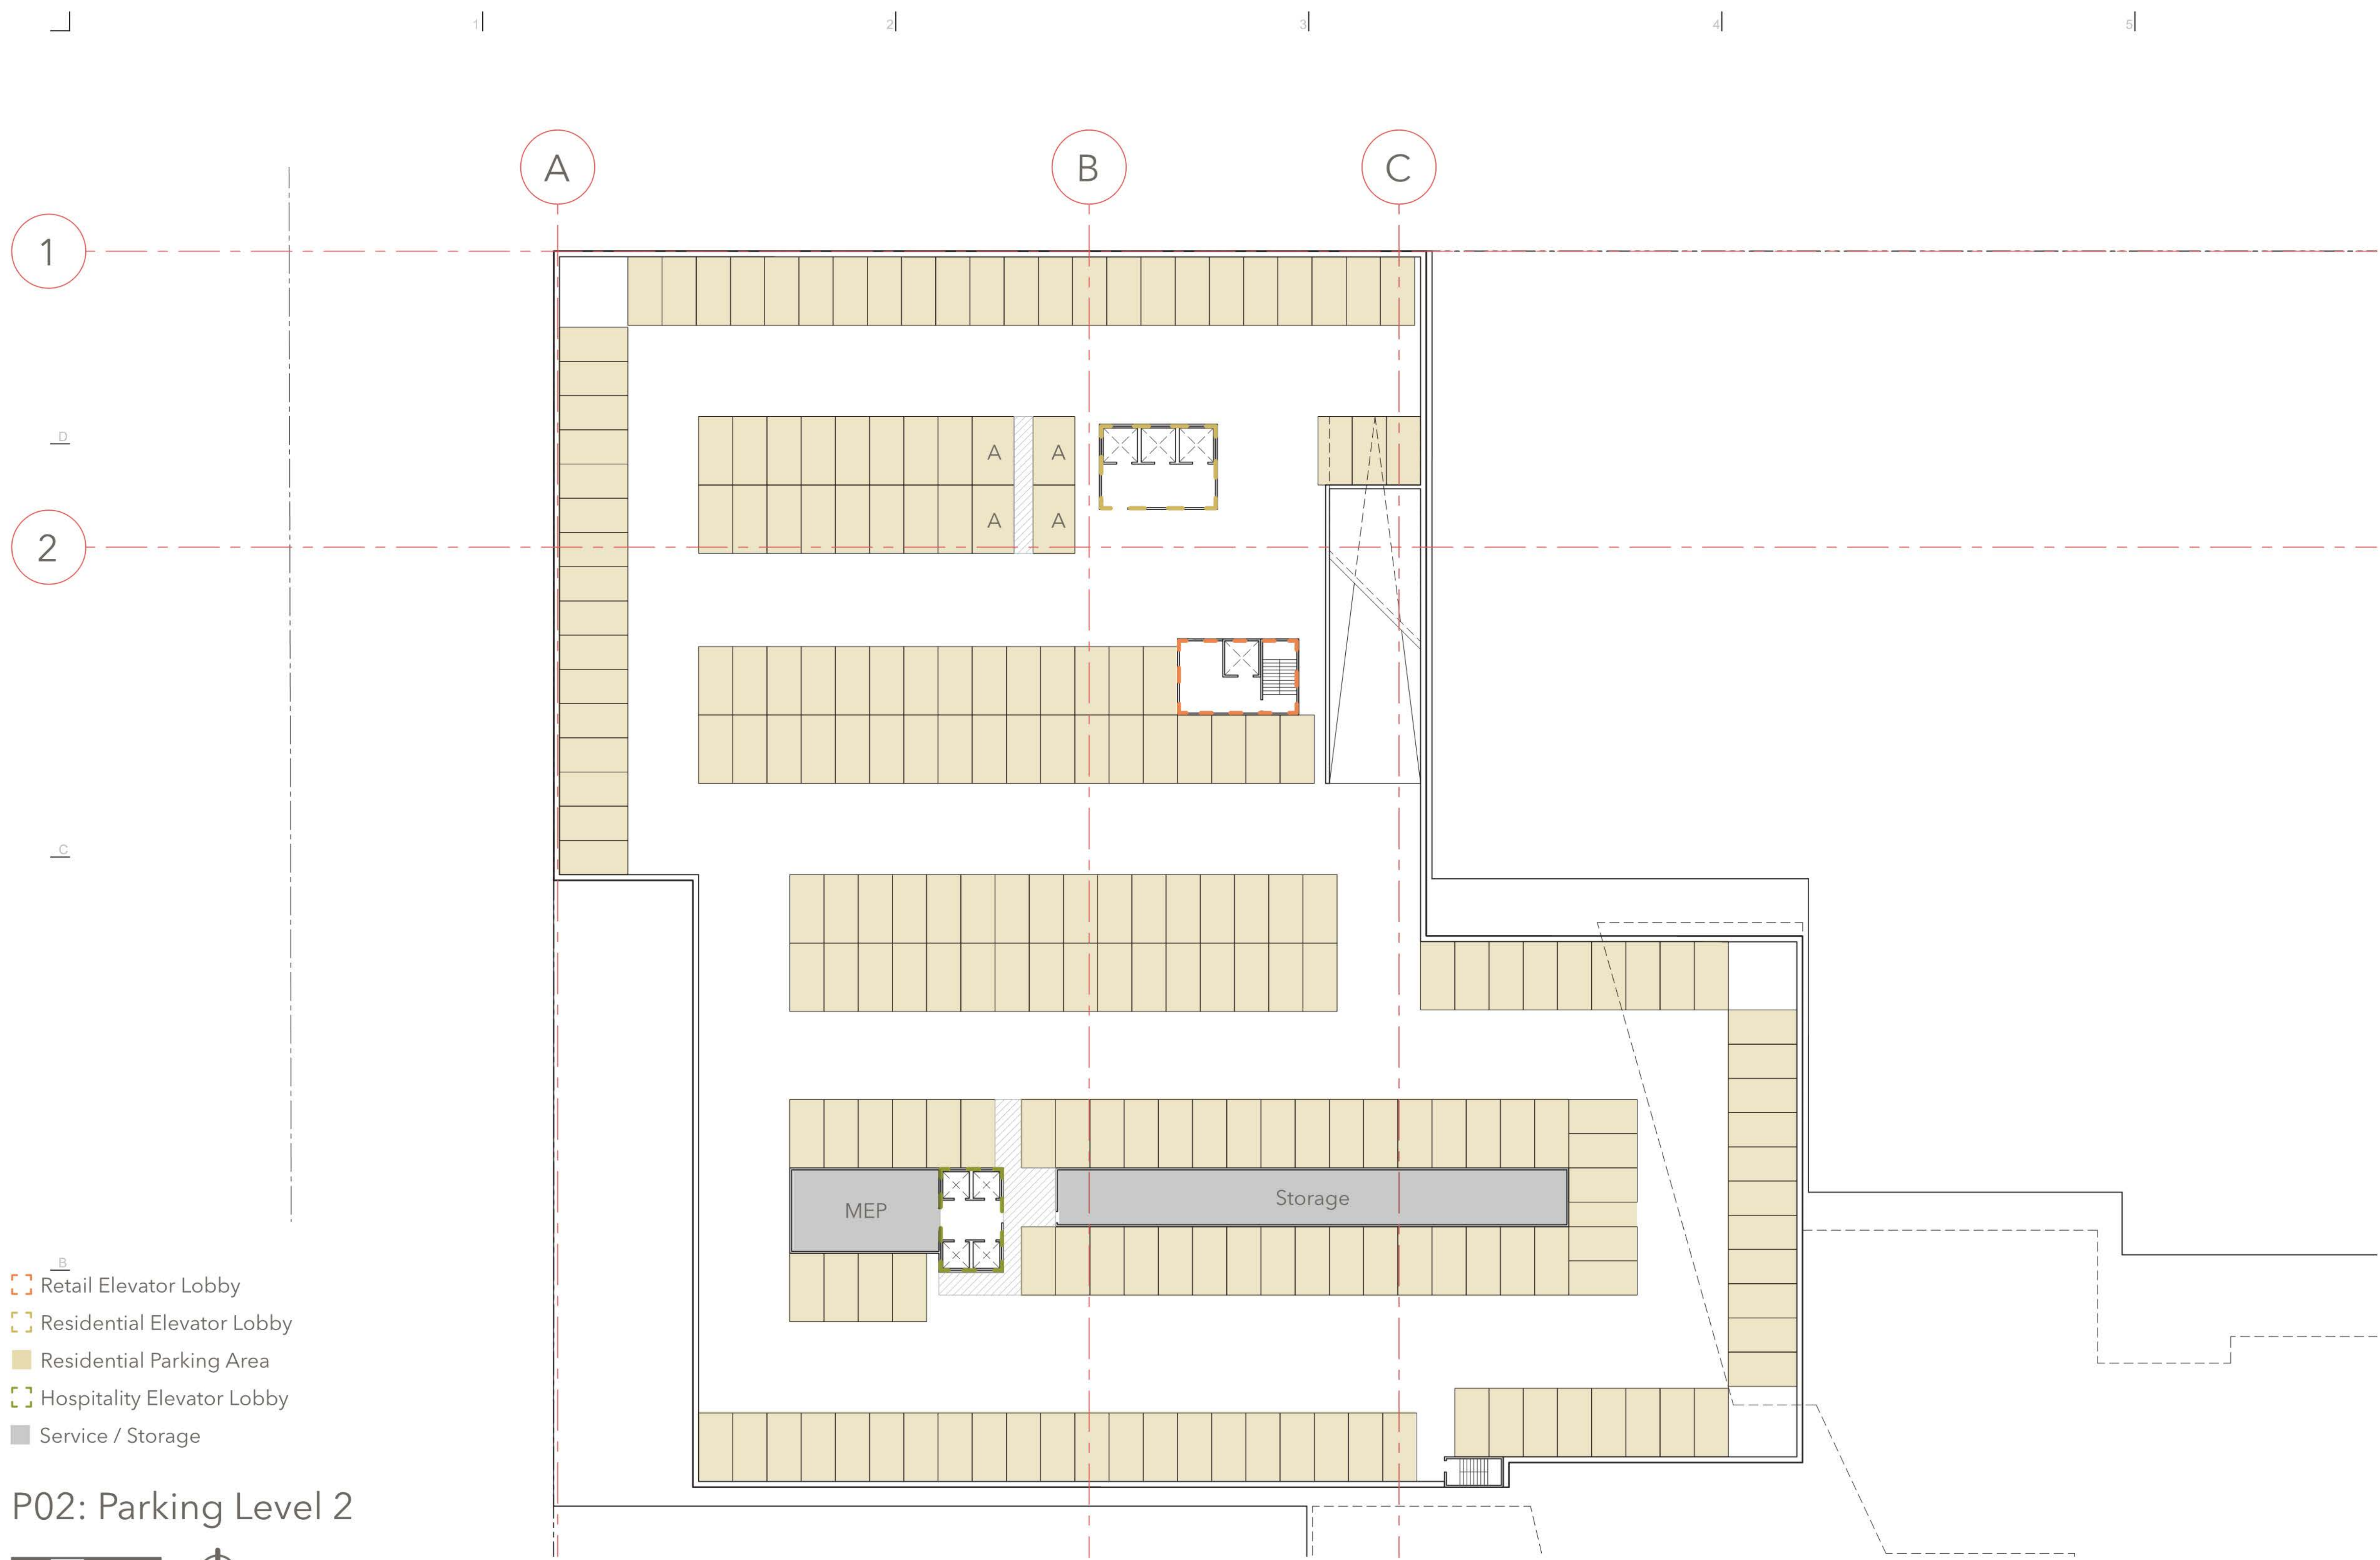 1 2 3 4 5
A B C
1
D
A A
A A
2
C
Storage
MEP
B
Retail Elevator Lobby
Residential Elevator Lobby
Residential Parking Area
Hospitality Elevator Lobby
Service / Storage
P02: Parking Level 2